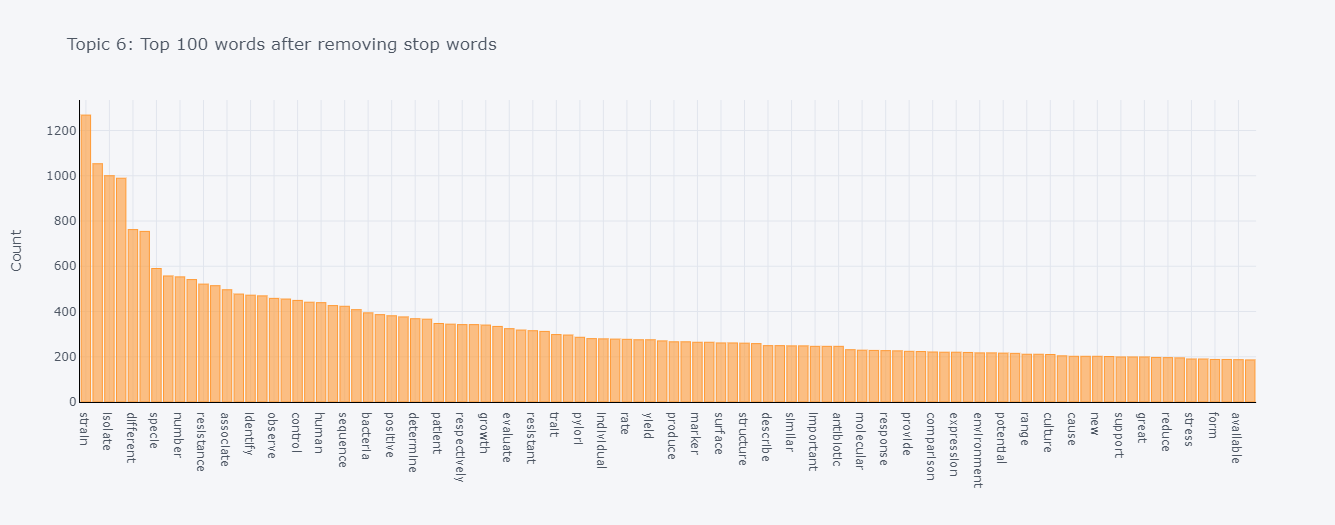 Topic 6: Top 100 words after removing stop words
Count
1200
1000
800
600
400
200
0
strain
isolate
different
specie
number
resistance
associate
identify
observe
control
human
sequence
bacteria
positive
determine
patient
respectively
growth
evaluate
resistant
trait
pylori
individual
rate
yield
produce
marker
surface
structure
describe
similar
important
antibiotic
molecular
response
provide
comparison
expression
environment
potential
range
culture
cause
new
support
great
reduce
stress
form
available